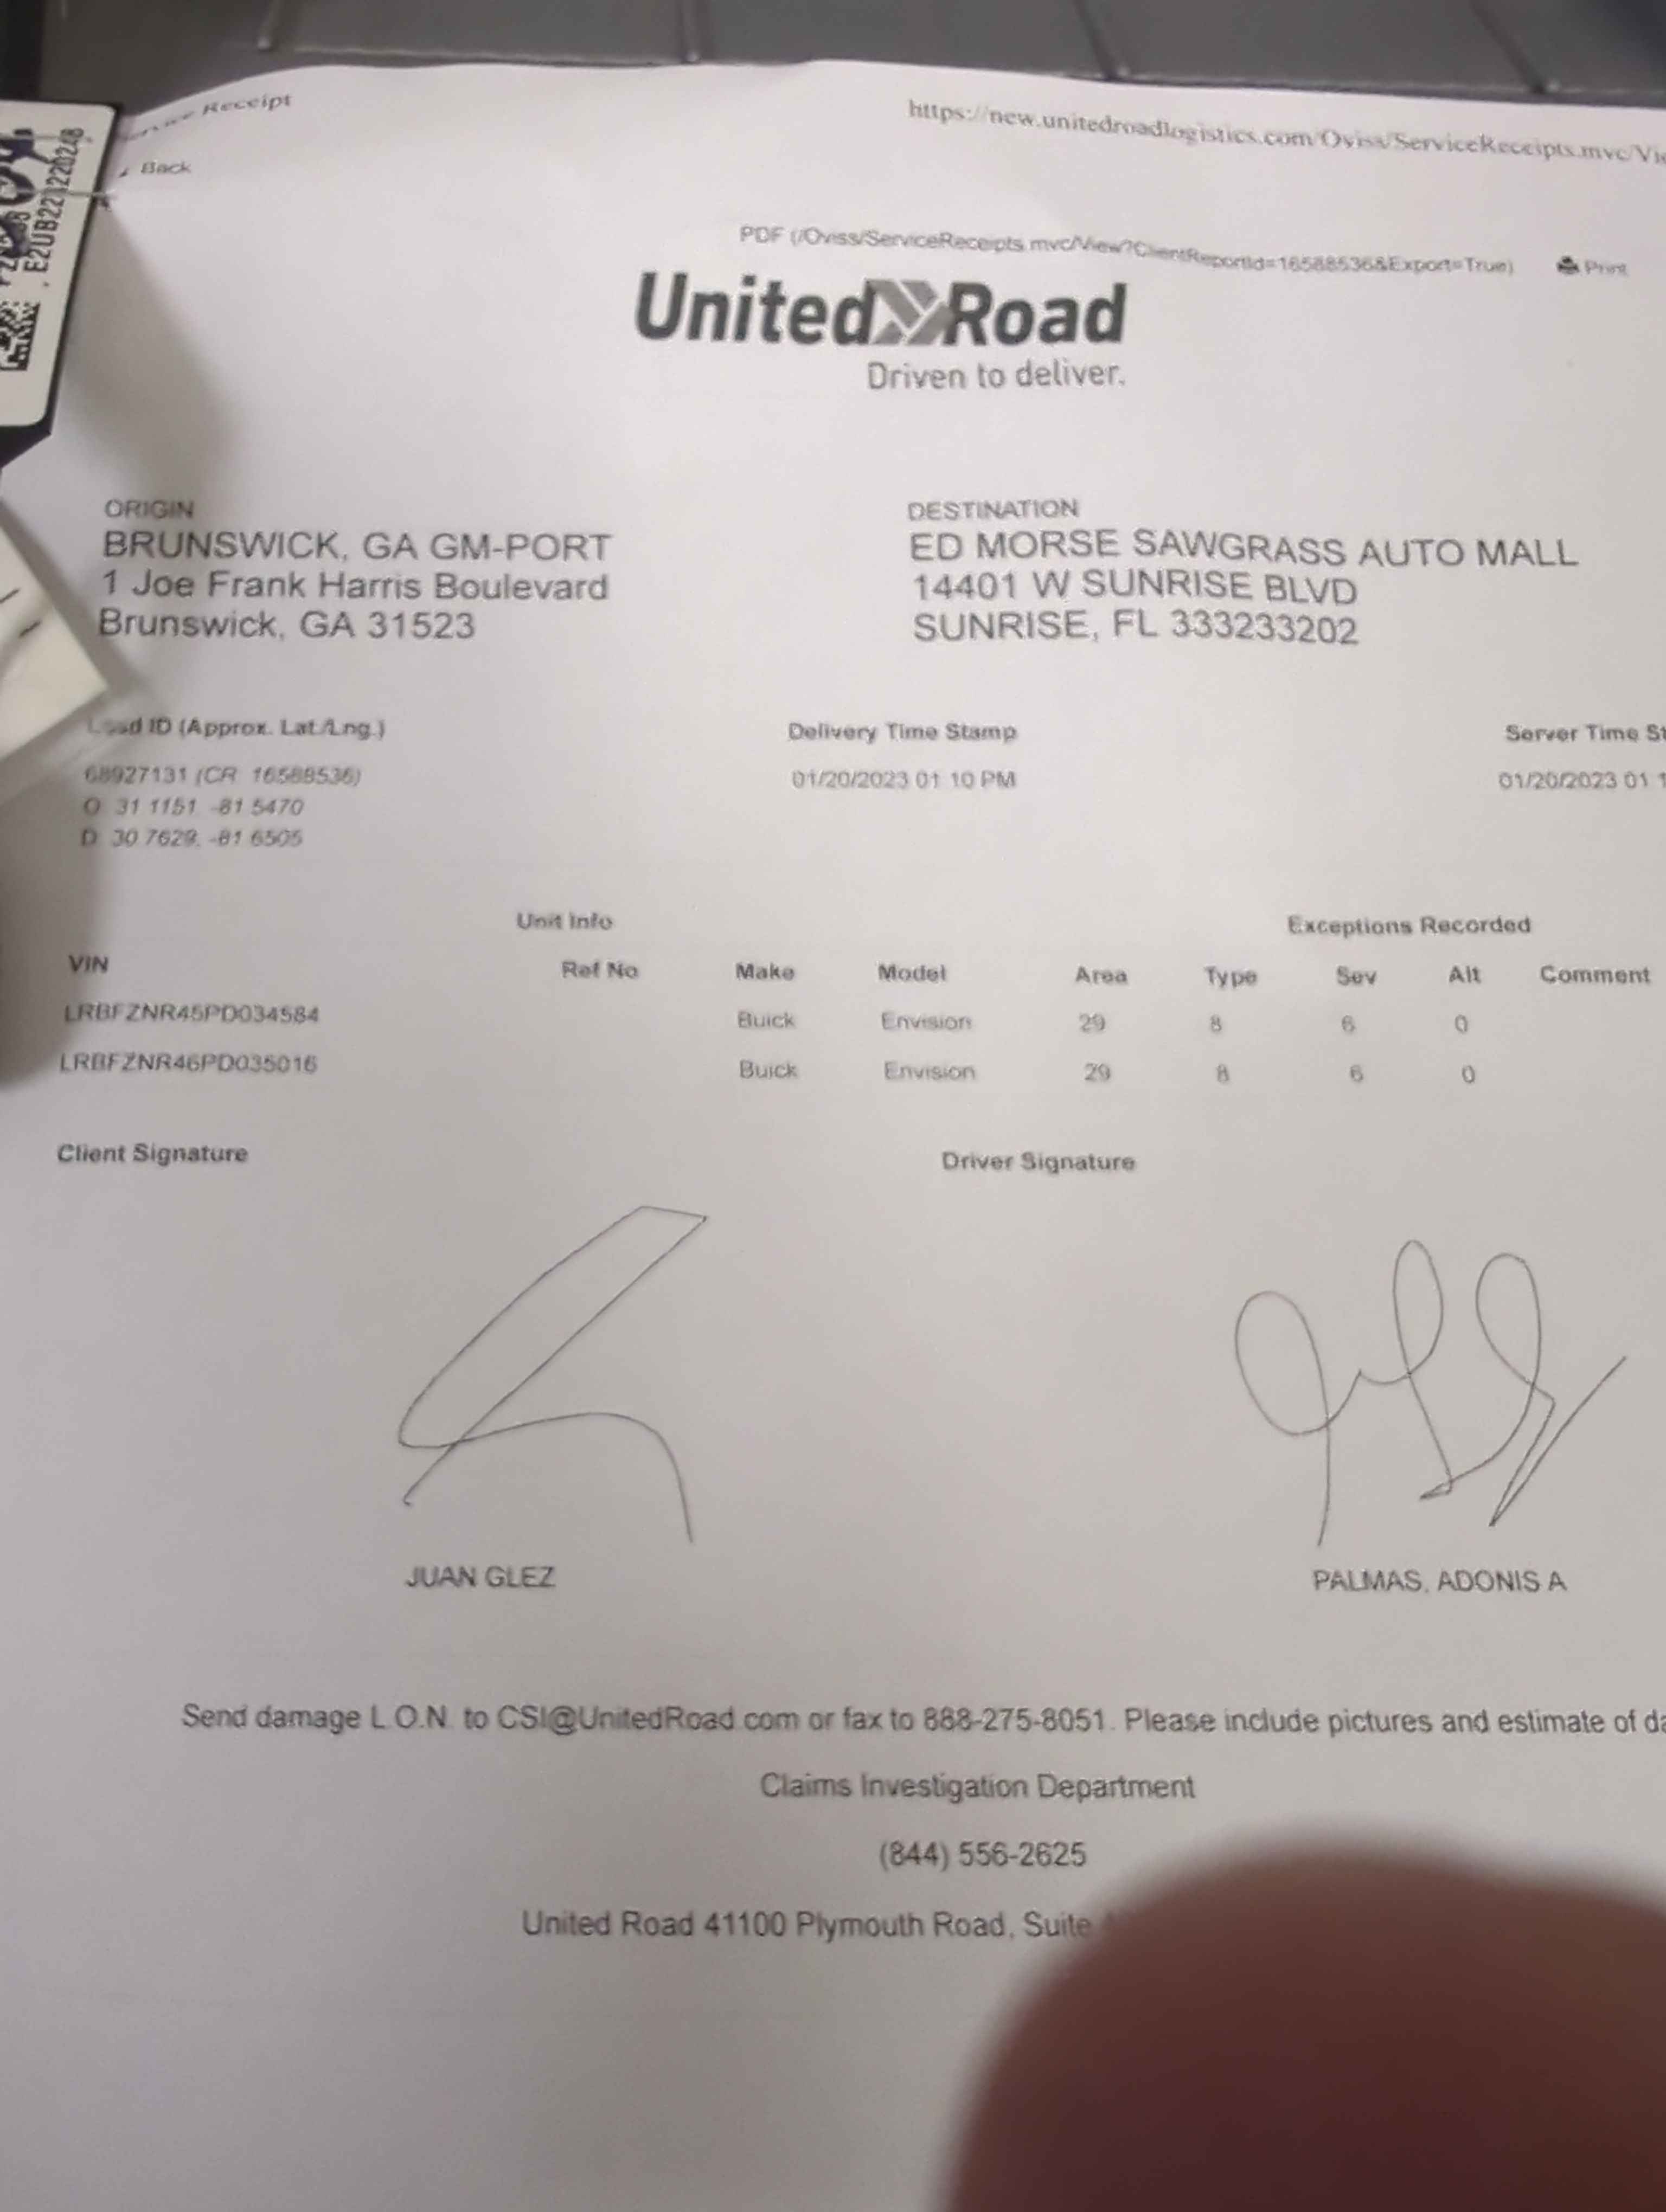 Receipt
https://new.unitedroadlogistics.com/Oviss/ServiceReceipts.mvc/Vie
Back
E2UB22122024B
PDF (/Oviss/ServiceReceipts.mvc/View?ClientReportId=16588536&Export=True)
Print
United Road
Driven to deliver.
ORIGIN
BRUNSWICK, GA GM-PORT
1 Joe Frank Harris Boulevard
Brunswick, GA 31523
DESTINATION
ED MORSE SAWGRASS AUTO MALL
14401 W SUNRISE BLVD
SUNRISE, FL 333233202
Load ID (Approx. Lat./Lng.)
68927131 (CR: 16588536)
O: 31.1151, -81.5470
D: 30.7629, -81.6505
Delivery Time Stamp
01/20/2023 01:10 PM
Server Time St
01/20/2023 01:1
Unit Info
Exceptions Recorded
VIN Ref No Make Model Area Type Sev Alt Comment
LRBFZNR45PD034584 Buick Envision 29 8 6 0
LRBFZNR46PD035016 Buick Envision 29 8 6 0
Client Signature
Driver Signature
JUAN GLEZ
PALMAS, ADONIS A
Send damage L.O.N. to CSI@UnitedRoad.com or fax to 888-275-8051. Please include pictures and estimate of da
Claims Investigation Department
(844) 556-2625
United Road 41100 Plymouth Road, Suite